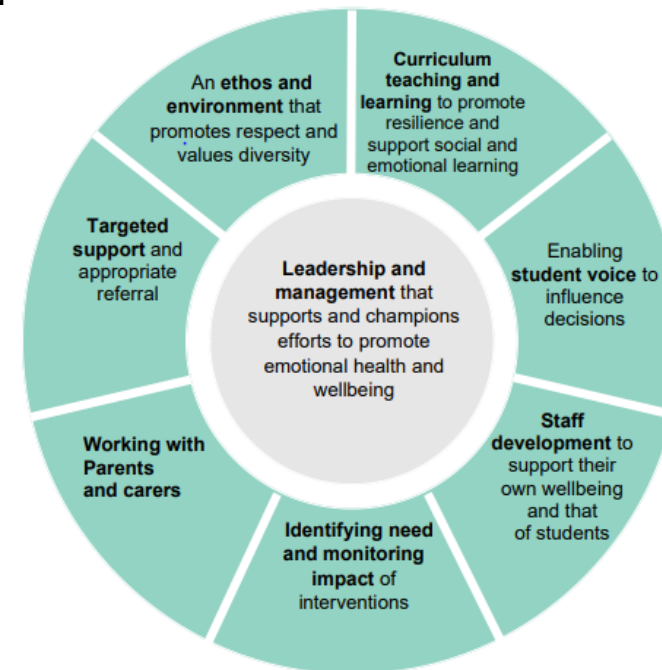 An ethos and
environment that
promotes respect and
values diversity
Curriculum
teaching and
learning to promote
resilience and
support social and
emotional learning
Enabling
student voice to
influence
decisions
Staff
development to
support their
own wellbeing
and that
of students
Identifying need
and monitoring
impact of
interventions
Working with
Parents
and carers
Targeted
support and
appropriate
referral
Leadership and
management that
supports and champions
efforts to promote
emotional health and
wellbeing